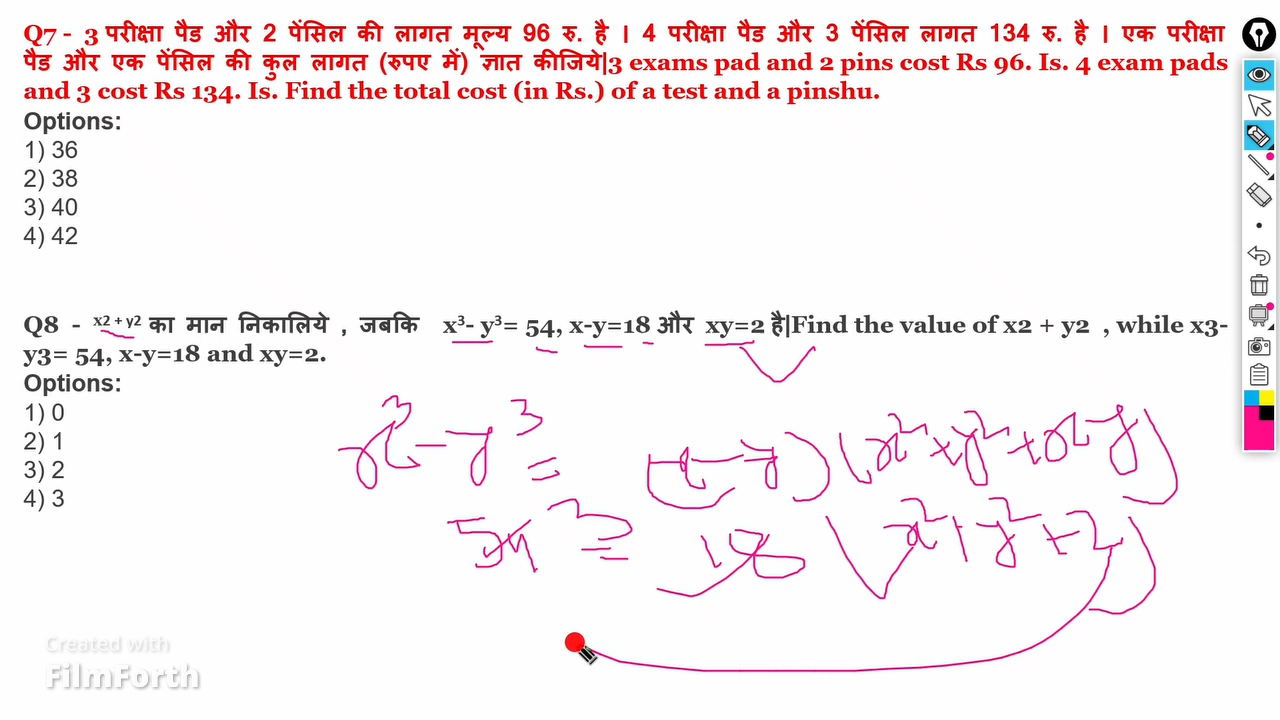 Q7 - 3 परीक्षा पैड और 2 पेंसिल की लागत मूल्य 96 रु. है । 4 परीक्षा पैड और 3 पेंसिल लागत 134 रु. है । एक परीक्षा
पैड और एक पेंसिल की कुल लागत (रुपए में) ज्ञात कीजिये|3 exams pad and 2 pins cost Rs 96. Is. 4 exam pads
and 3 cost Rs 134. Is. Find the total cost (in Rs.) of a test and a pinshu.
Options:
1) 36
2) 38
3) 40
4) 42
Q8 - x2 + y2 का मान निकालिये , जबकि x³- y³= 54, x-y=18 और xy=2 है|Find the value of x2 + y2 , while x3-
y3= 54, x-y=18 and xy=2.
Options:
1) 0
2) 1
3) 2
4) 3
x³ - y³ = (x - y) (x² + y² + xy)
54 = 18 (x² + y² + 2)
Created with
FilmForth